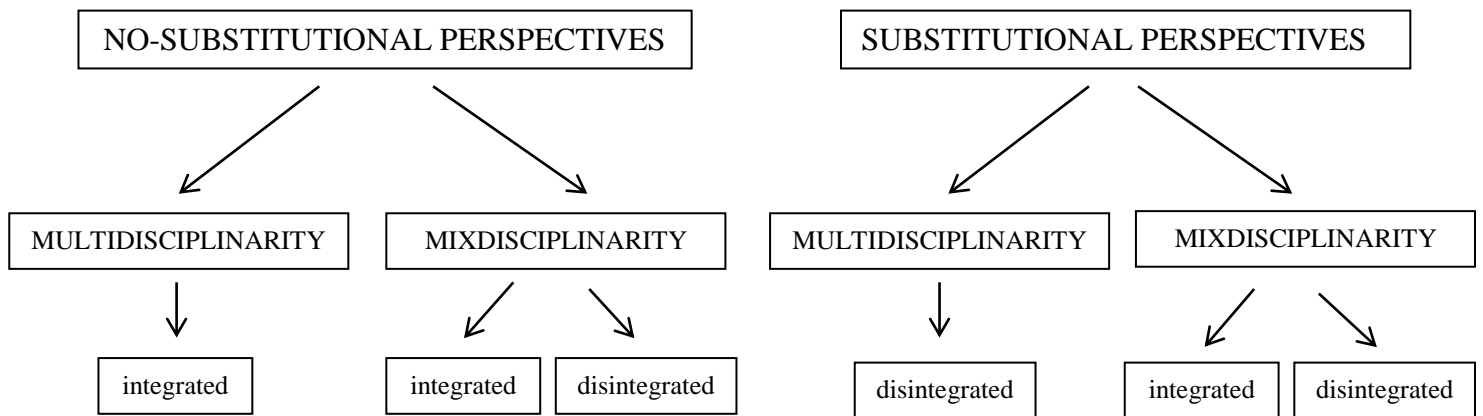 NO-SUBSTITUTIONAL PERSPECTIVES
SUBSTITUTIONAL PERSPECTIVES
MULTIDISCIPLINARITY
MIXDISCIPLINARITY
MULTIDISCIPLINARITY
MIXDISCIPLINARITY
integrated
integrated
disintegrated
disintegrated
integrated
disintegrated